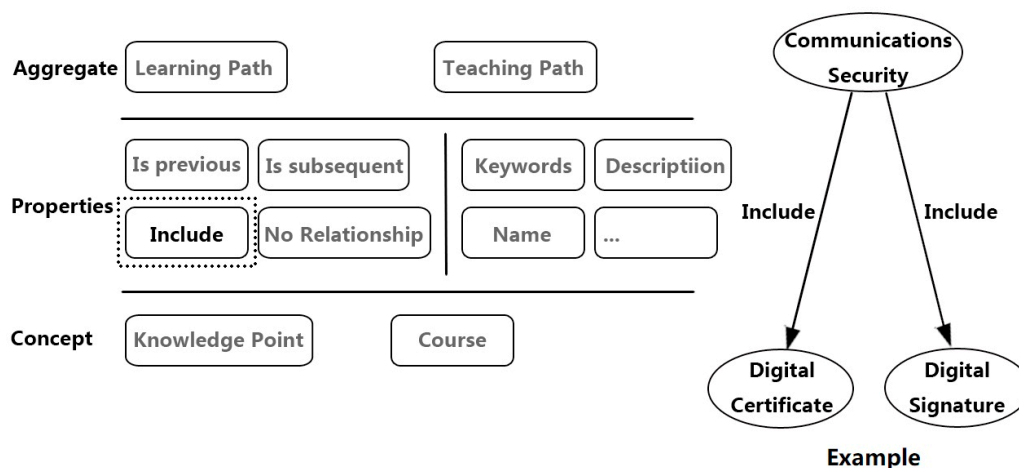 Aggregate
Learning Path
Teaching Path
Properties
Is previous
Is subsequent
Keywords
Descriptiion
Include
No Relationship
Name
...
Concept
Knowledge Point
Course
Communications
Security
Include
Include
Digital
Certificate
Digital
Signature
Example